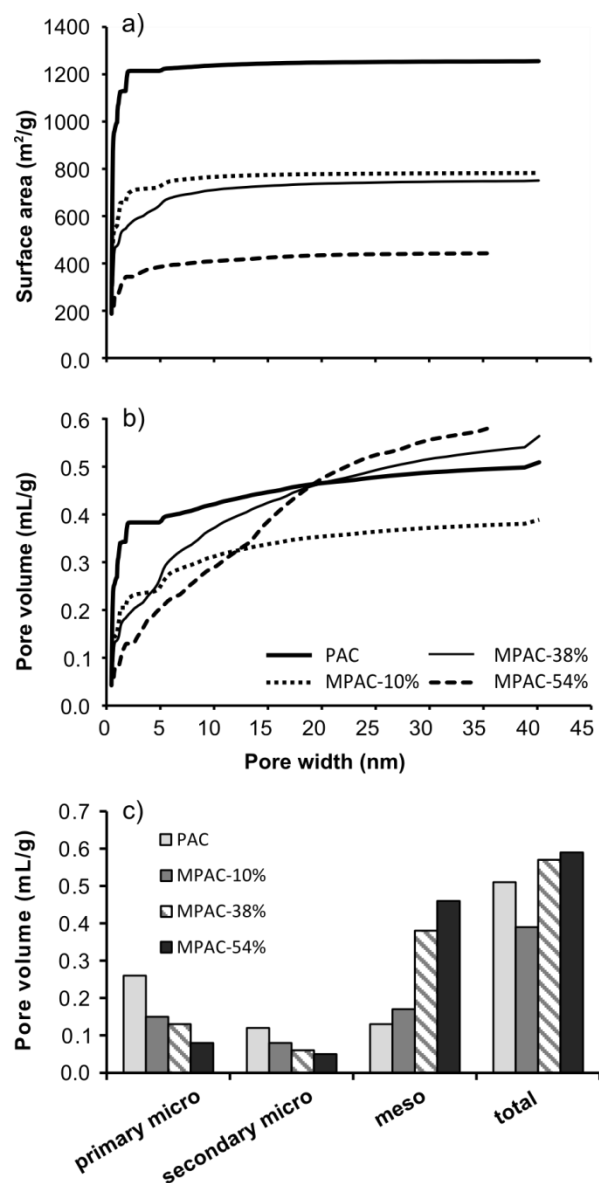 a)
Surface area (m²/g)
1400
1200
1000
800
600
400
200
0.0
b)
Pore volume (mL/g)
0.6
0.5
0.4
0.3
0.2
0.1
0.0
PAC
MPAC-38%
MPAC-10%
MPAC-54%
0 5 10 15 20 25 30 35 40 45
Pore width (nm)
c)
Pore volume (mL/g)
0.7
0.6
0.5
0.4
0.3
0.2
0.1
0.0
PAC
MPAC-10%
MPAC-38%
MPAC-54%
primary micro
secondary micro
meso
total